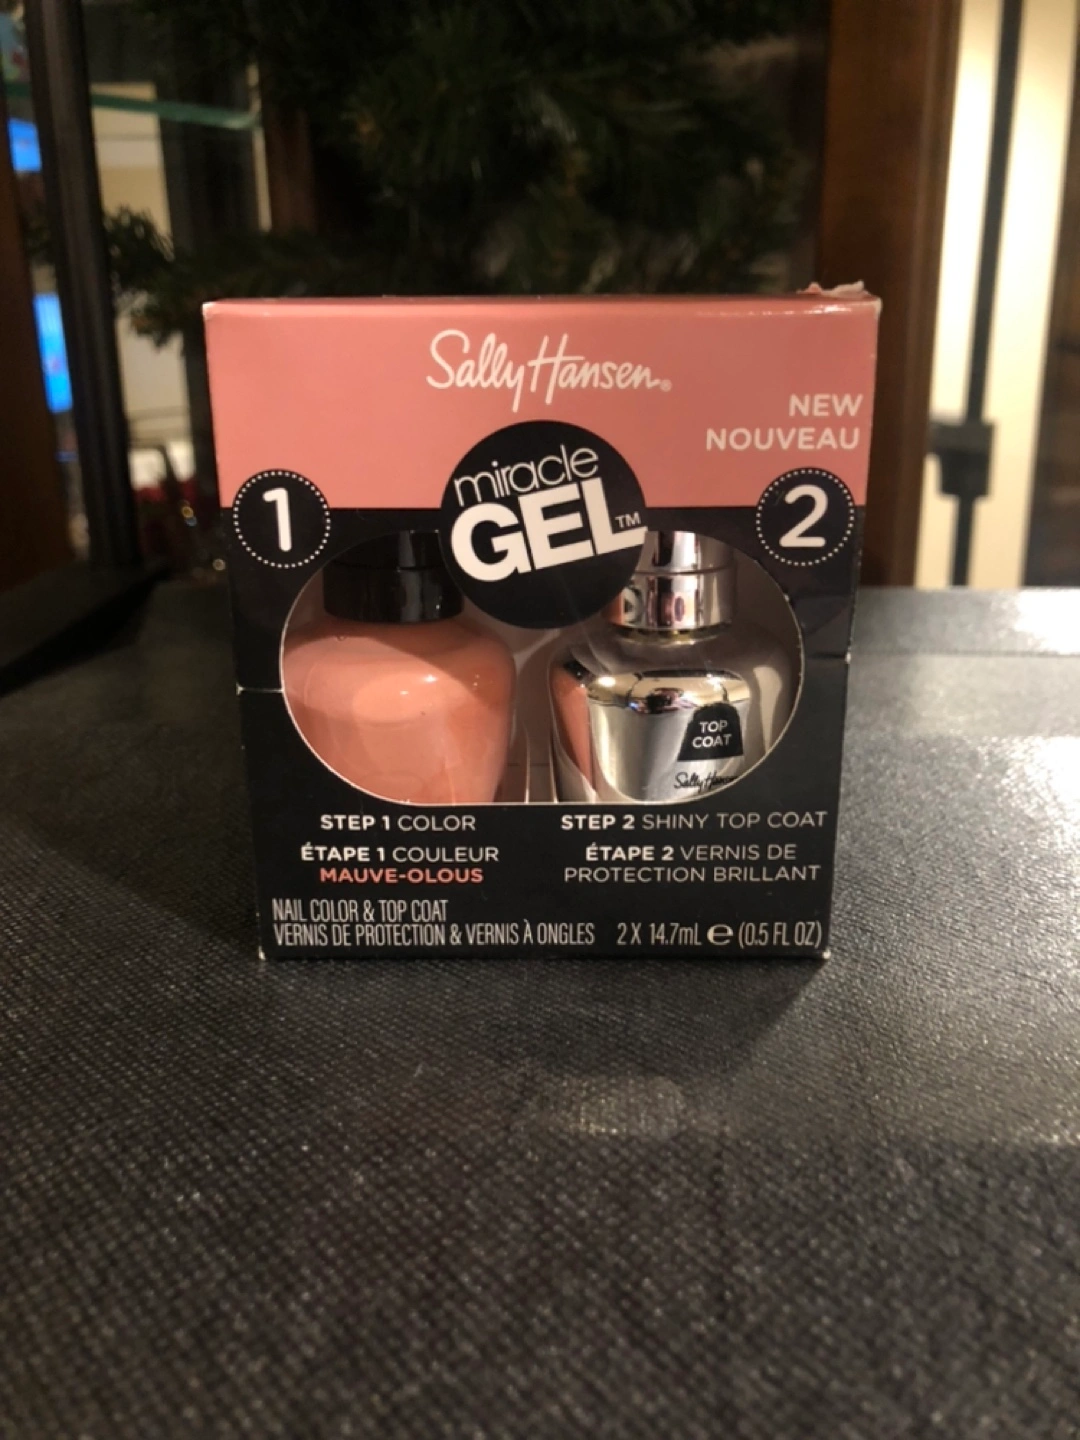 Sally Hansen®
NEW
NOUVEAU
miracle
GEL™
1
2
TOP
COAT
Sally Hansen
STEP 1 COLOR
ÉTAPE 1 COULEUR
MAUVE-OLOUS
STEP 2 SHINY TOP COAT
ÉTAPE 2 VERNIS DE
PROTECTION BRILLANT
NAIL COLOR & TOP COAT
VERNIS DE PROTECTION & VERNIS À ONGLES 2 X 14.7mL ℮ (0.5 FL OZ)